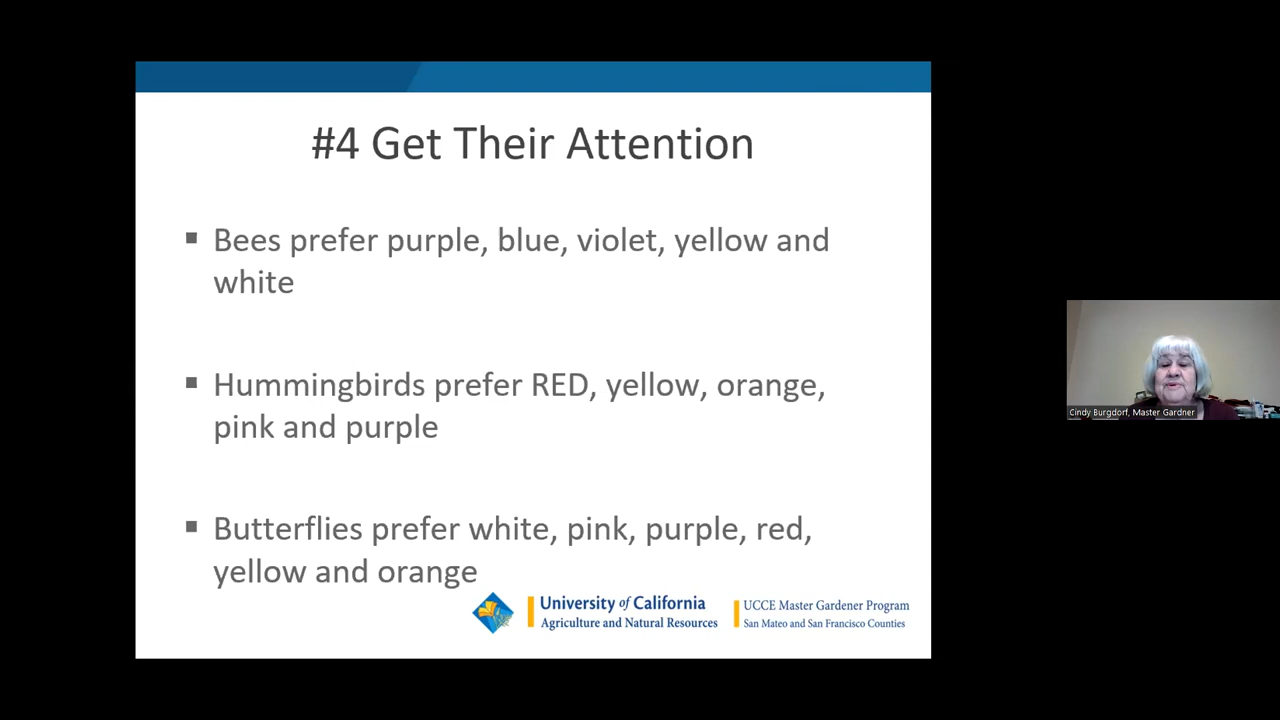 #4 Get Their Attention
▪ Bees prefer purple, blue, violet, yellow and
white
▪ Hummingbirds prefer RED, yellow, orange,
pink and purple
▪ Butterflies prefer white, pink, purple, red,
yellow and orange
University of California
Agriculture and Natural Resources
UCCE Master Gardener Program
San Mateo and San Francisco Counties
Cindy Burgdorf, Master Gardner